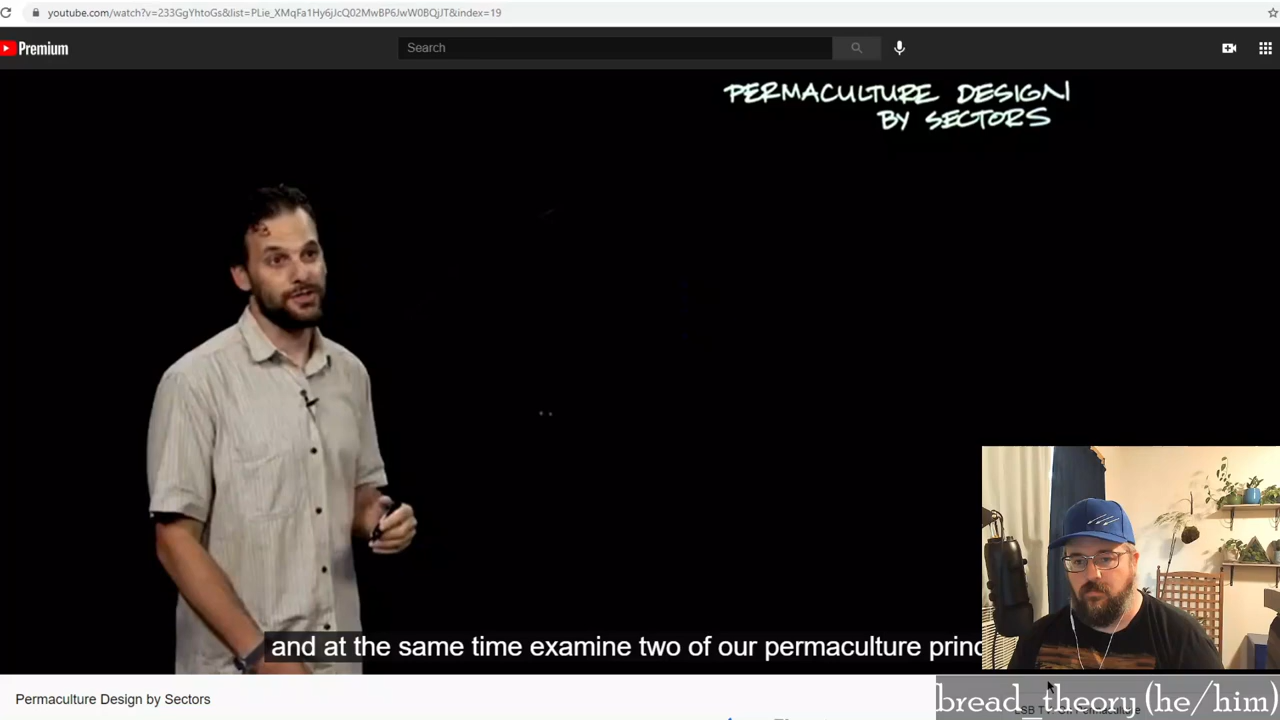 youtube.com/watch?v=233GgYhtoGs&list=PLie_XMqFa1Hy6jJcQ02MwBP6JwW0BQjJT&index=19
Premium
Search
PERMACULTURE DESIGN
BY SECTORS
and at the same time examine two of our permaculture princ
Permaculture Design by Sectors
bread_theory (he/him)